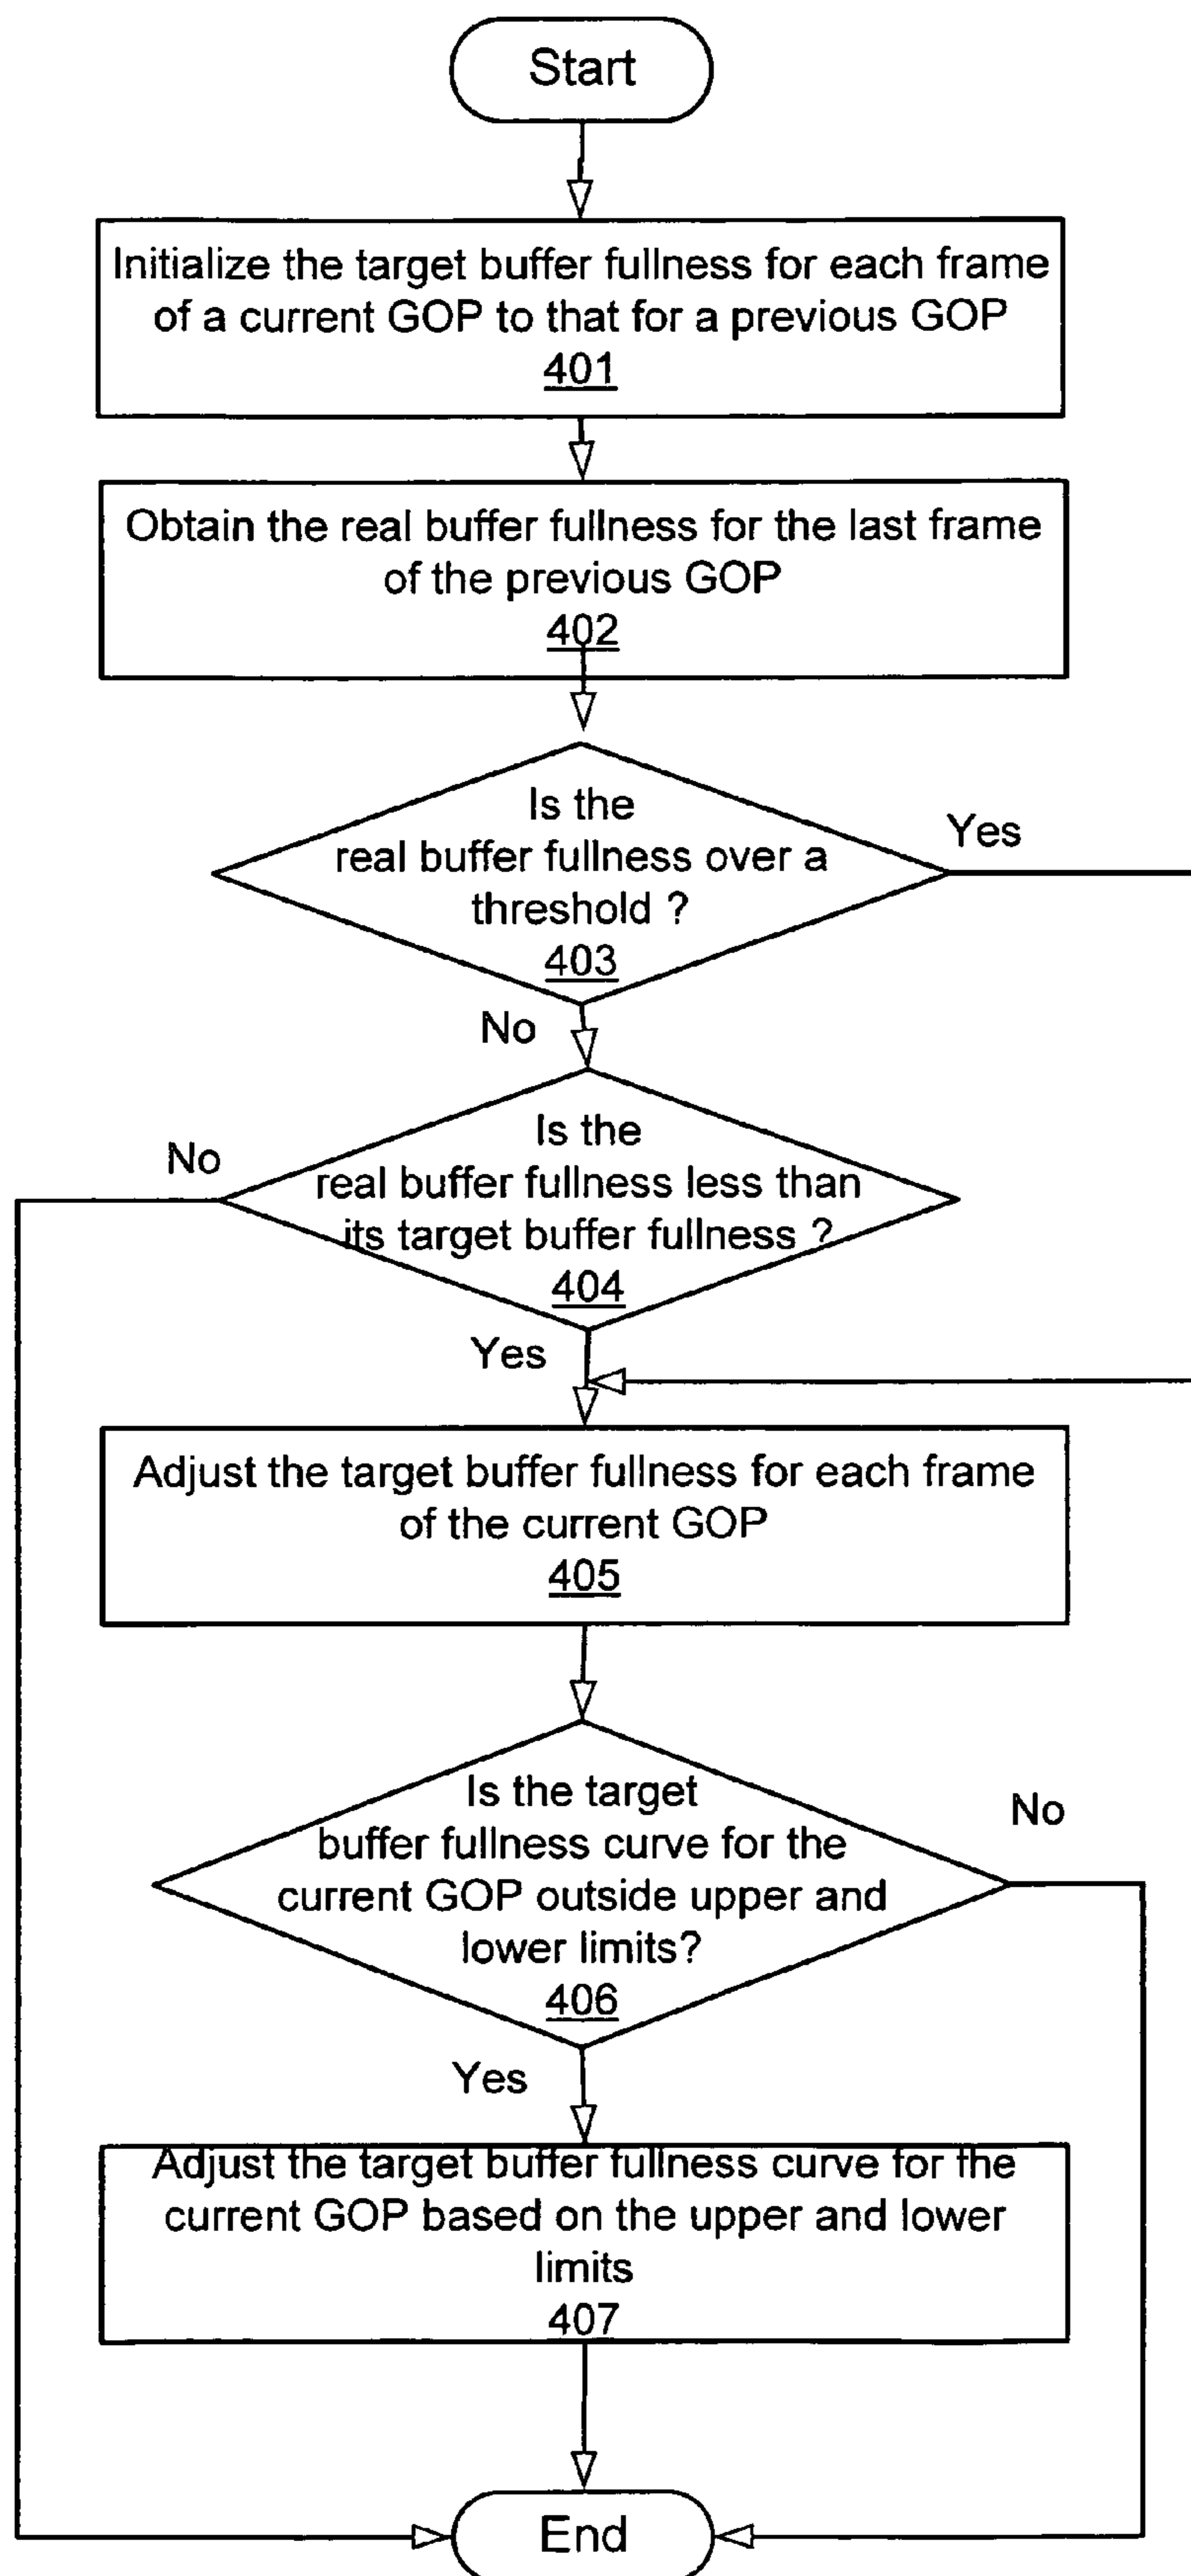 Start
Initialize the target buffer fullness for each frame
of a current GOP to that for a previous GOP
401
Obtain the real buffer fullness for the last frame
of the previous GOP
402
Is the
real buffer fullness over a
threshold ?
403
Yes
No
Is the
real buffer fullness less than
its target buffer fullness ?
404
No
Yes
Adjust the target buffer fullness for each frame
of the current GOP
405
Is the target
buffer fullness curve for the
current GOP outside upper and
lower limits?
406
No
Yes
Adjust the target buffer fullness curve for the
current GOP based on the upper and lower
limits
407
End